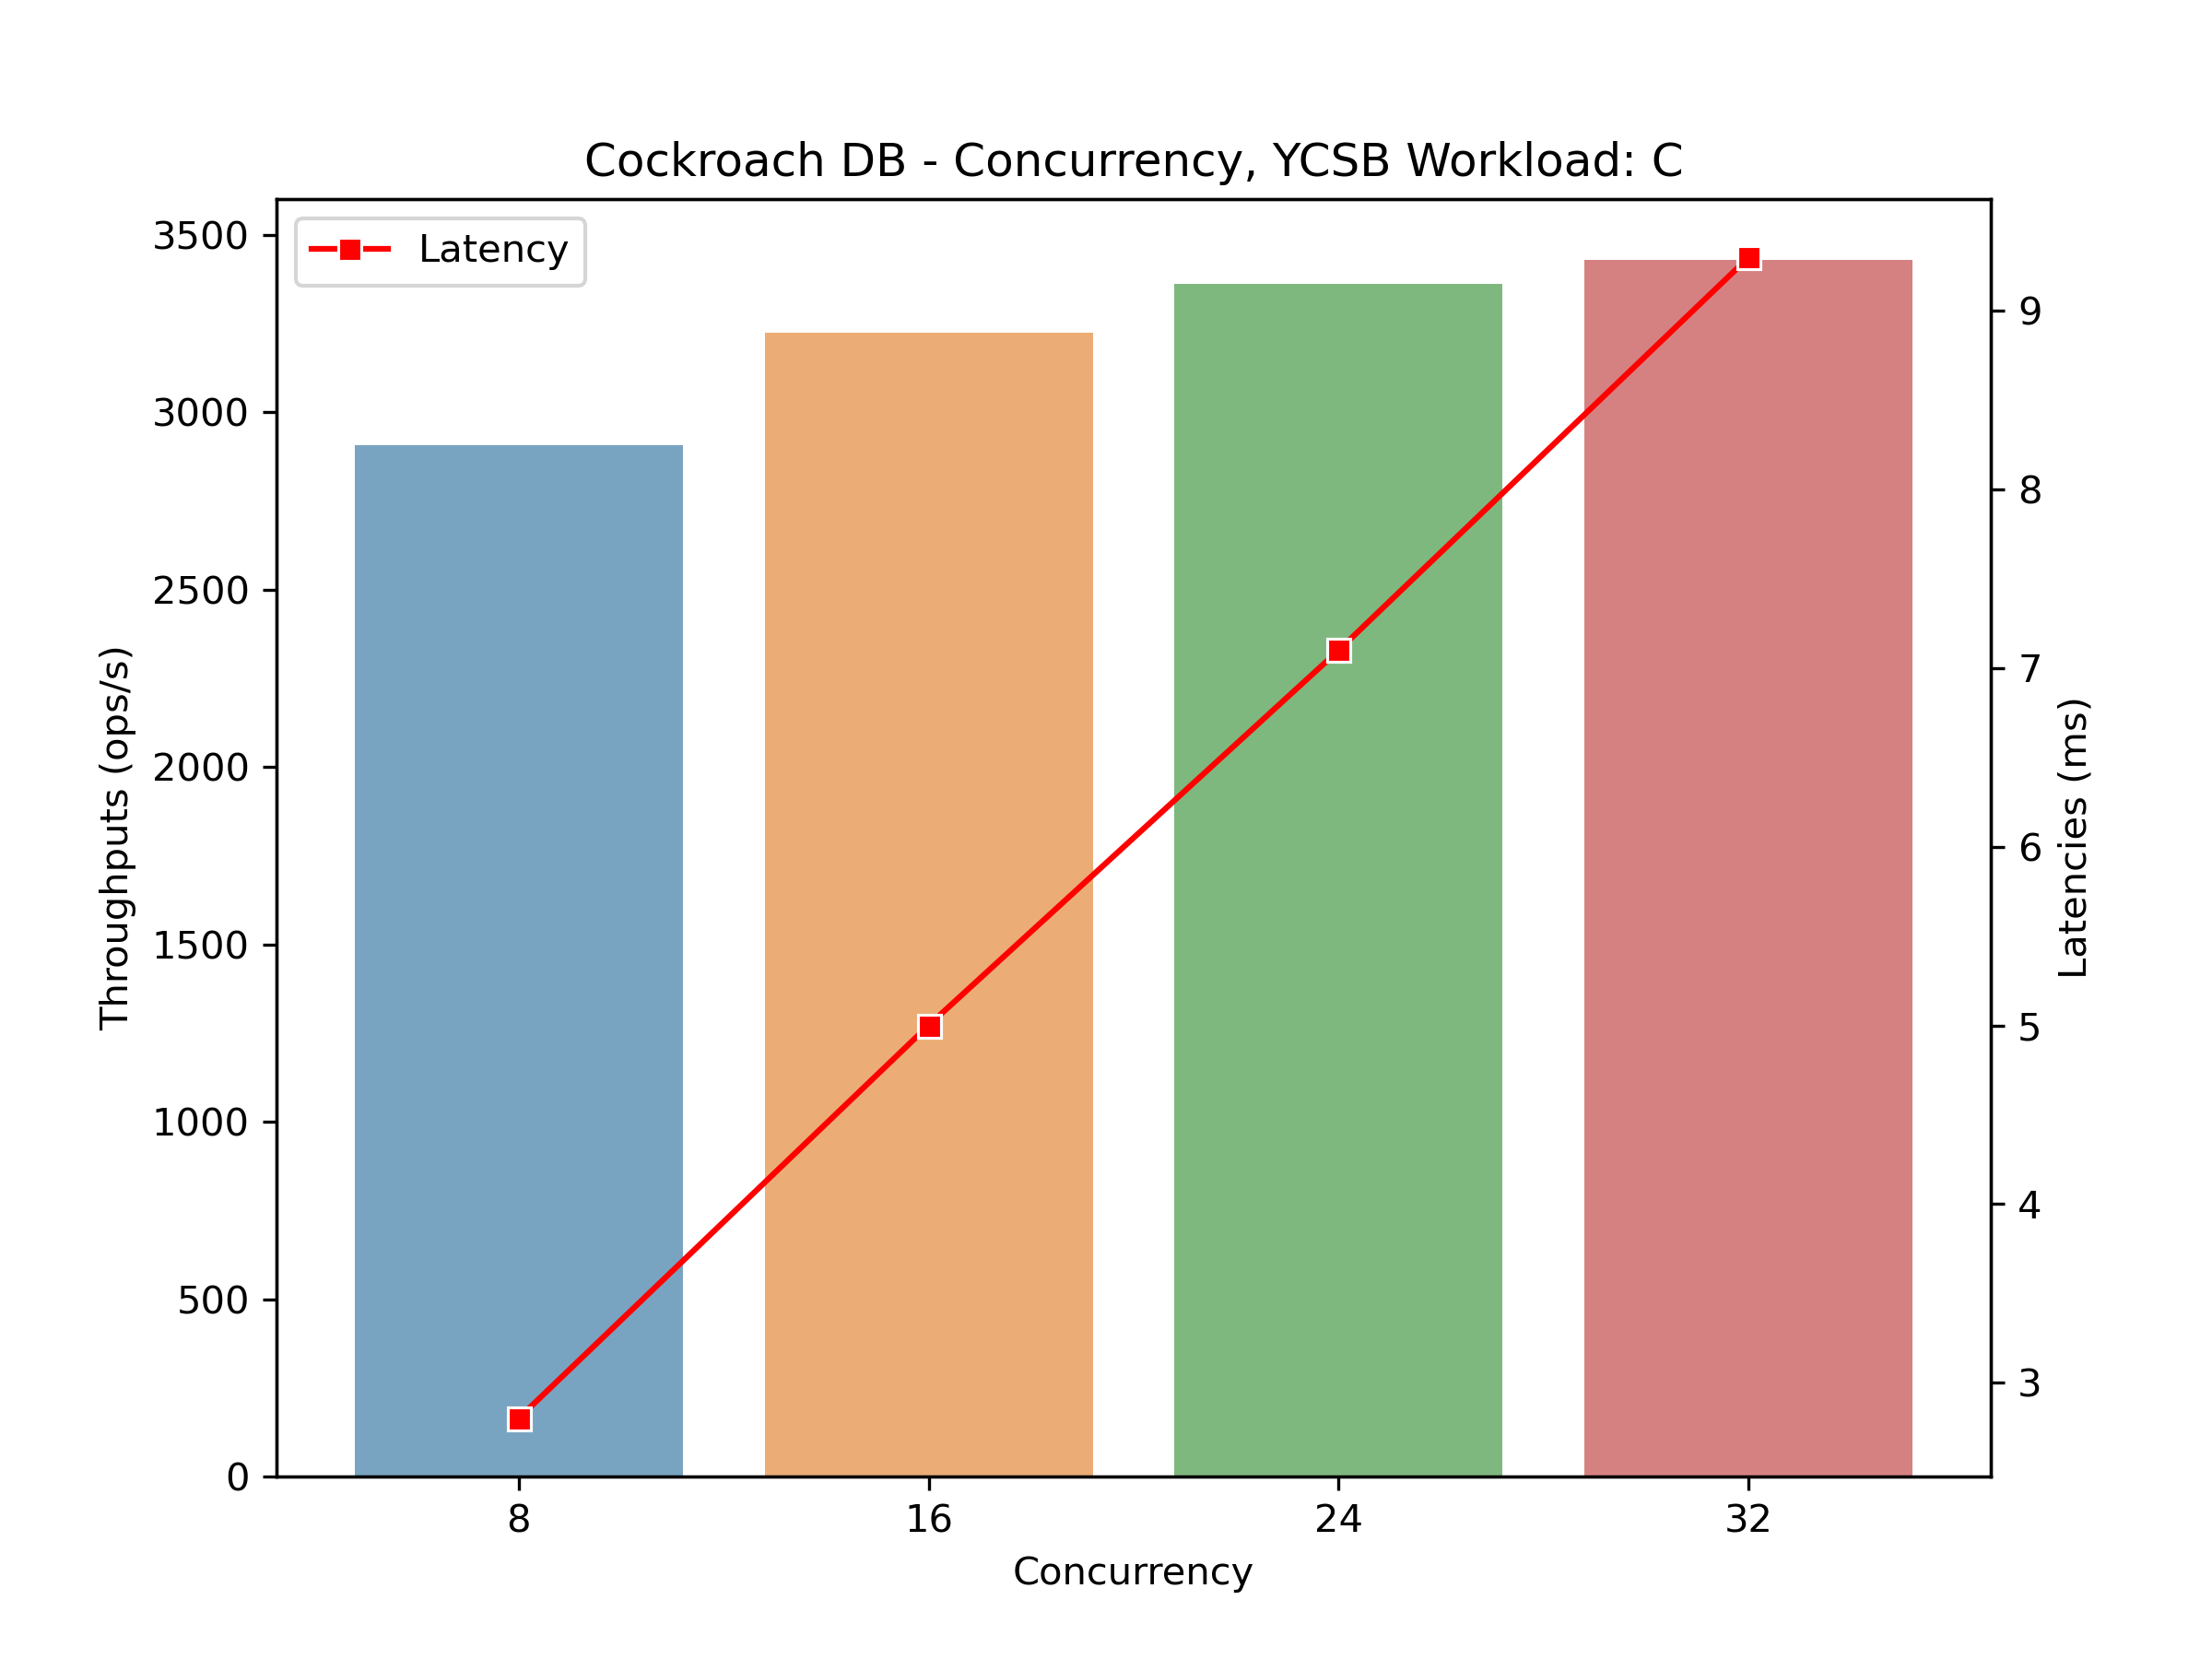 Cockroach DB - Concurrency, YCSB Workload: C
Latency
3500
3000
2500
2000
1500
1000
500
0
Throughputs (ops/s)
9
8
7
6
5
4
3
Latencies (ms)
8 16 24 32
Concurrency